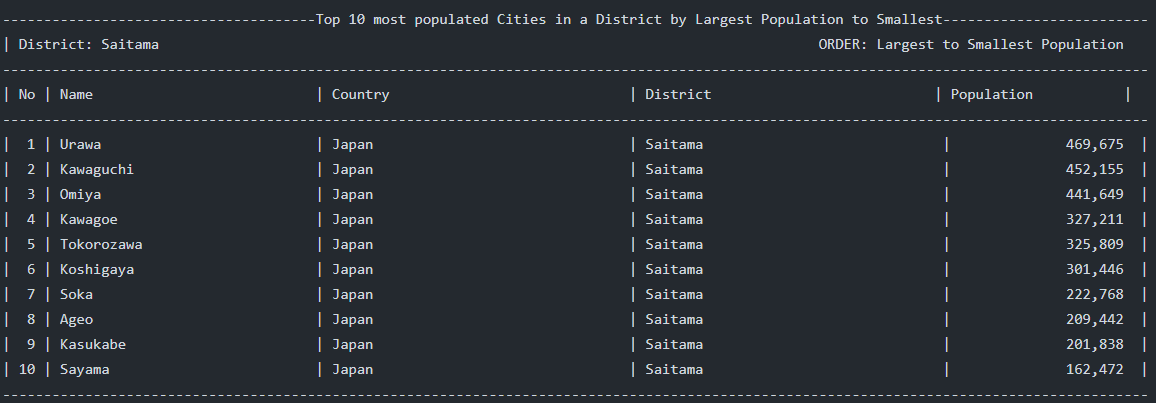 --------------------------------------Top 10 most populated Cities in a District by Largest Population to Smallest-------------------------
| District: Saitama ORDER: Largest to Smallest Population
--------------------------------------------------------------------------------------------------------------------------------------------
| No | Name | Country | District | Population |
--------------------------------------------------------------------------------------------------------------------------------------------
| 1 | Urawa | Japan | Saitama | 469,675 |
| 2 | Kawaguchi | Japan | Saitama | 452,155 |
| 3 | Omiya | Japan | Saitama | 441,649 |
| 4 | Kawagoe | Japan | Saitama | 327,211 |
| 5 | Tokorozawa | Japan | Saitama | 325,809 |
| 6 | Koshigaya | Japan | Saitama | 301,446 |
| 7 | Soka | Japan | Saitama | 222,768 |
| 8 | Ageo | Japan | Saitama | 209,442 |
| 9 | Kasukabe | Japan | Saitama | 201,838 |
| 10 | Sayama | Japan | Saitama | 162,472 |
--------------------------------------------------------------------------------------------------------------------------------------------